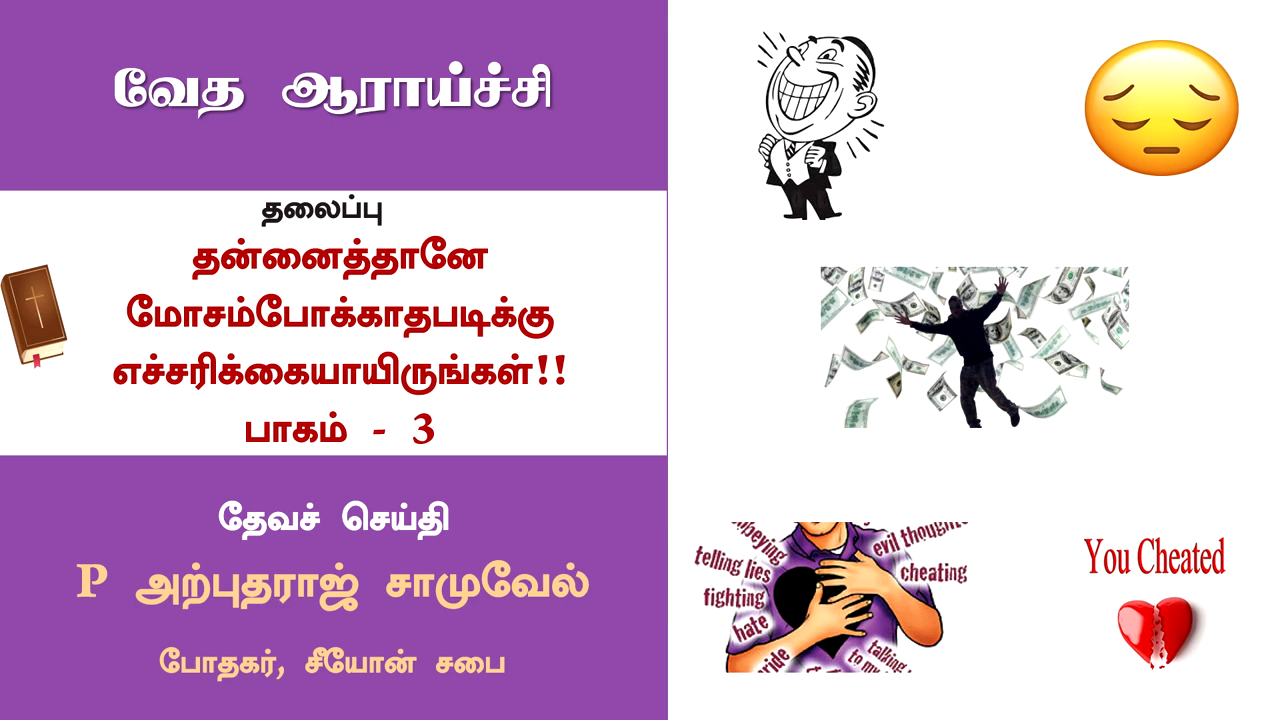 வேத ஆராய்ச்சி
தலைப்பு
தன்னைத்தானே
மோசம்போக்காதபடிக்கு
எச்சரிக்கையாயிருங்கள்!!
பாகம் - 3
தேவச் செய்தி
P அற்புதராஜ் சாமுவேல்
போதகர், சீயோன் சபை
telling lies
evil thoughts
cheating
fighting
hate
You Cheated